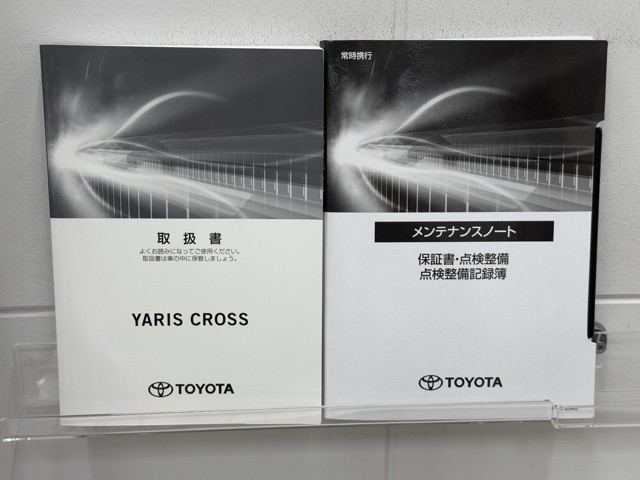 取扱書
よくお読みになってご使用ください。
取扱書は車の中に保管しましょう。
YARIS CROSS
TOYOTA
常時携行
メンテナンスノート
保証書・点検整備
点検整備記録簿
TOYOTA